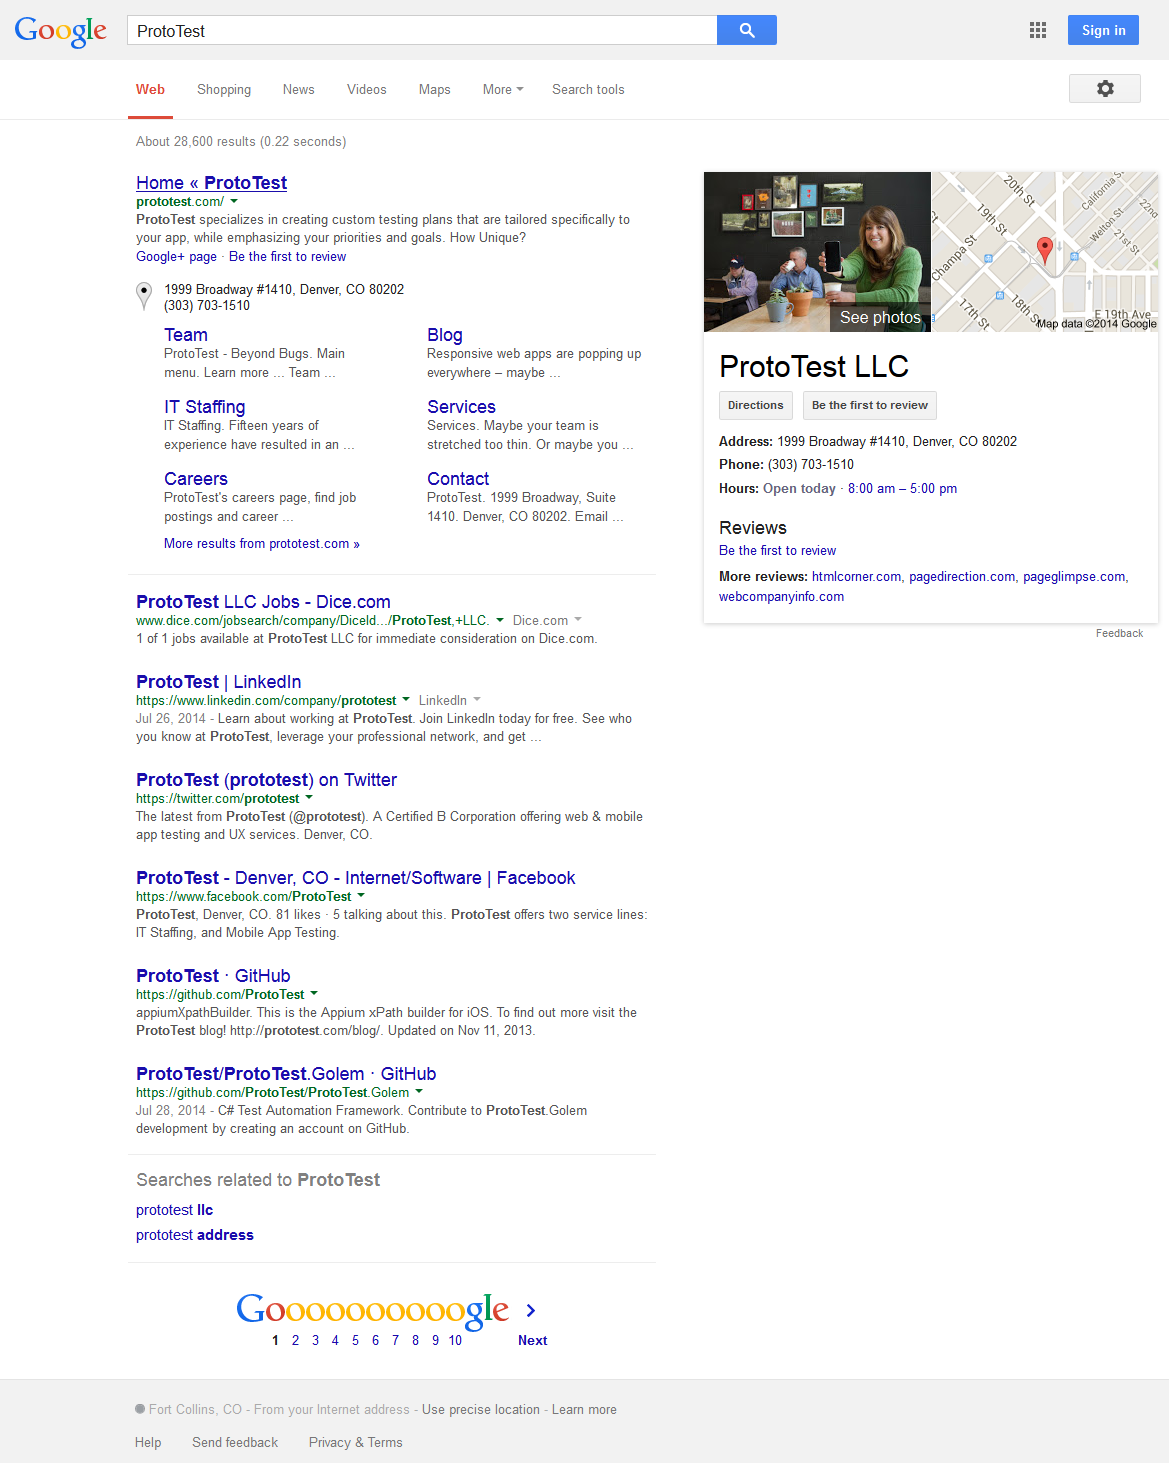 Google
ProtoTest
Sign in
Web Shopping News Videos Maps More Search tools
About 28,600 results (0.22 seconds)
Home « ProtoTest
prototest.com/
ProtoTest specializes in creating custom testing plans that are tailored specifically to
your app, while emphasizing your priorities and goals. How Unique?
Google+ page · Be the first to review
1999 Broadway #1410, Denver, CO 80202
(303) 703-1510
Team
ProtoTest - Beyond Bugs. Main
menu. Learn more ... Team ...
Blog
Responsive web apps are popping up
everywhere – maybe ...
IT Staffing
IT Staffing. Fifteen years of
experience have resulted in an ...
Services
Services. Maybe your team is
stretched too thin. Or maybe you ...
Careers
ProtoTest's careers page, find job
postings and career ...
Contact
ProtoTest. 1999 Broadway, Suite
1410. Denver, CO 80202. Email ...
More results from prototest.com »
ProtoTest LLC Jobs - Dice.com
www.dice.com/jobsearch/company/DiceId.../ProtoTest,+LLC. Dice.com
1 of 1 jobs available at ProtoTest LLC for immediate consideration on Dice.com.
ProtoTest | LinkedIn
https://www.linkedin.com/company/prototest LinkedIn
Jul 26, 2014 - Learn about working at ProtoTest. Join LinkedIn today for free. See who
you know at ProtoTest, leverage your professional network, and get ...
ProtoTest (prototest) on Twitter
https://twitter.com/prototest
The latest from ProtoTest (@prototest). A Certified B Corporation offering web & mobile
app testing and UX services. Denver, CO.
ProtoTest - Denver, CO - Internet/Software | Facebook
https://www.facebook.com/ProtoTest
ProtoTest, Denver, CO. 81 likes · 5 talking about this. ProtoTest offers two service lines:
IT Staffing, and Mobile App Testing.
ProtoTest · GitHub
https://github.com/ProtoTest
appiumXpathBuilder. This is the Appium xPath builder for iOS. To find out more visit the
ProtoTest blog! http://prototest.com/blog/. Updated on Nov 11, 2013.
ProtoTest/ProtoTest.Golem · GitHub
https://github.com/ProtoTest/ProtoTest.Golem
Jul 28, 2014 - C# Test Automation Framework. Contribute to ProtoTest.Golem
development by creating an account on GitHub.
Searches related to ProtoTest
prototest llc
prototest address
Goooooooooogle
1 2 3 4 5 6 7 8 9 10 Next
See photos
20th St
California S
22nd
19th St
Welton St
21st St
Champa St
18th S
17th St
E 19th Ave
Map data ©2014 Google
ProtoTest LLC
Directions Be the first to review
Address: 1999 Broadway #1410, Denver, CO 80202
Phone: (303) 703-1510
Hours: Open today · 8:00 am – 5:00 pm
Reviews
Be the first to review
More reviews: htmlcorner.com, pagedirection.com, pageglimpse.com,
webcompanyinfo.com
Feedback
Fort Collins, CO - From your Internet address - Use precise location - Learn more
Help Send feedback Privacy & Terms